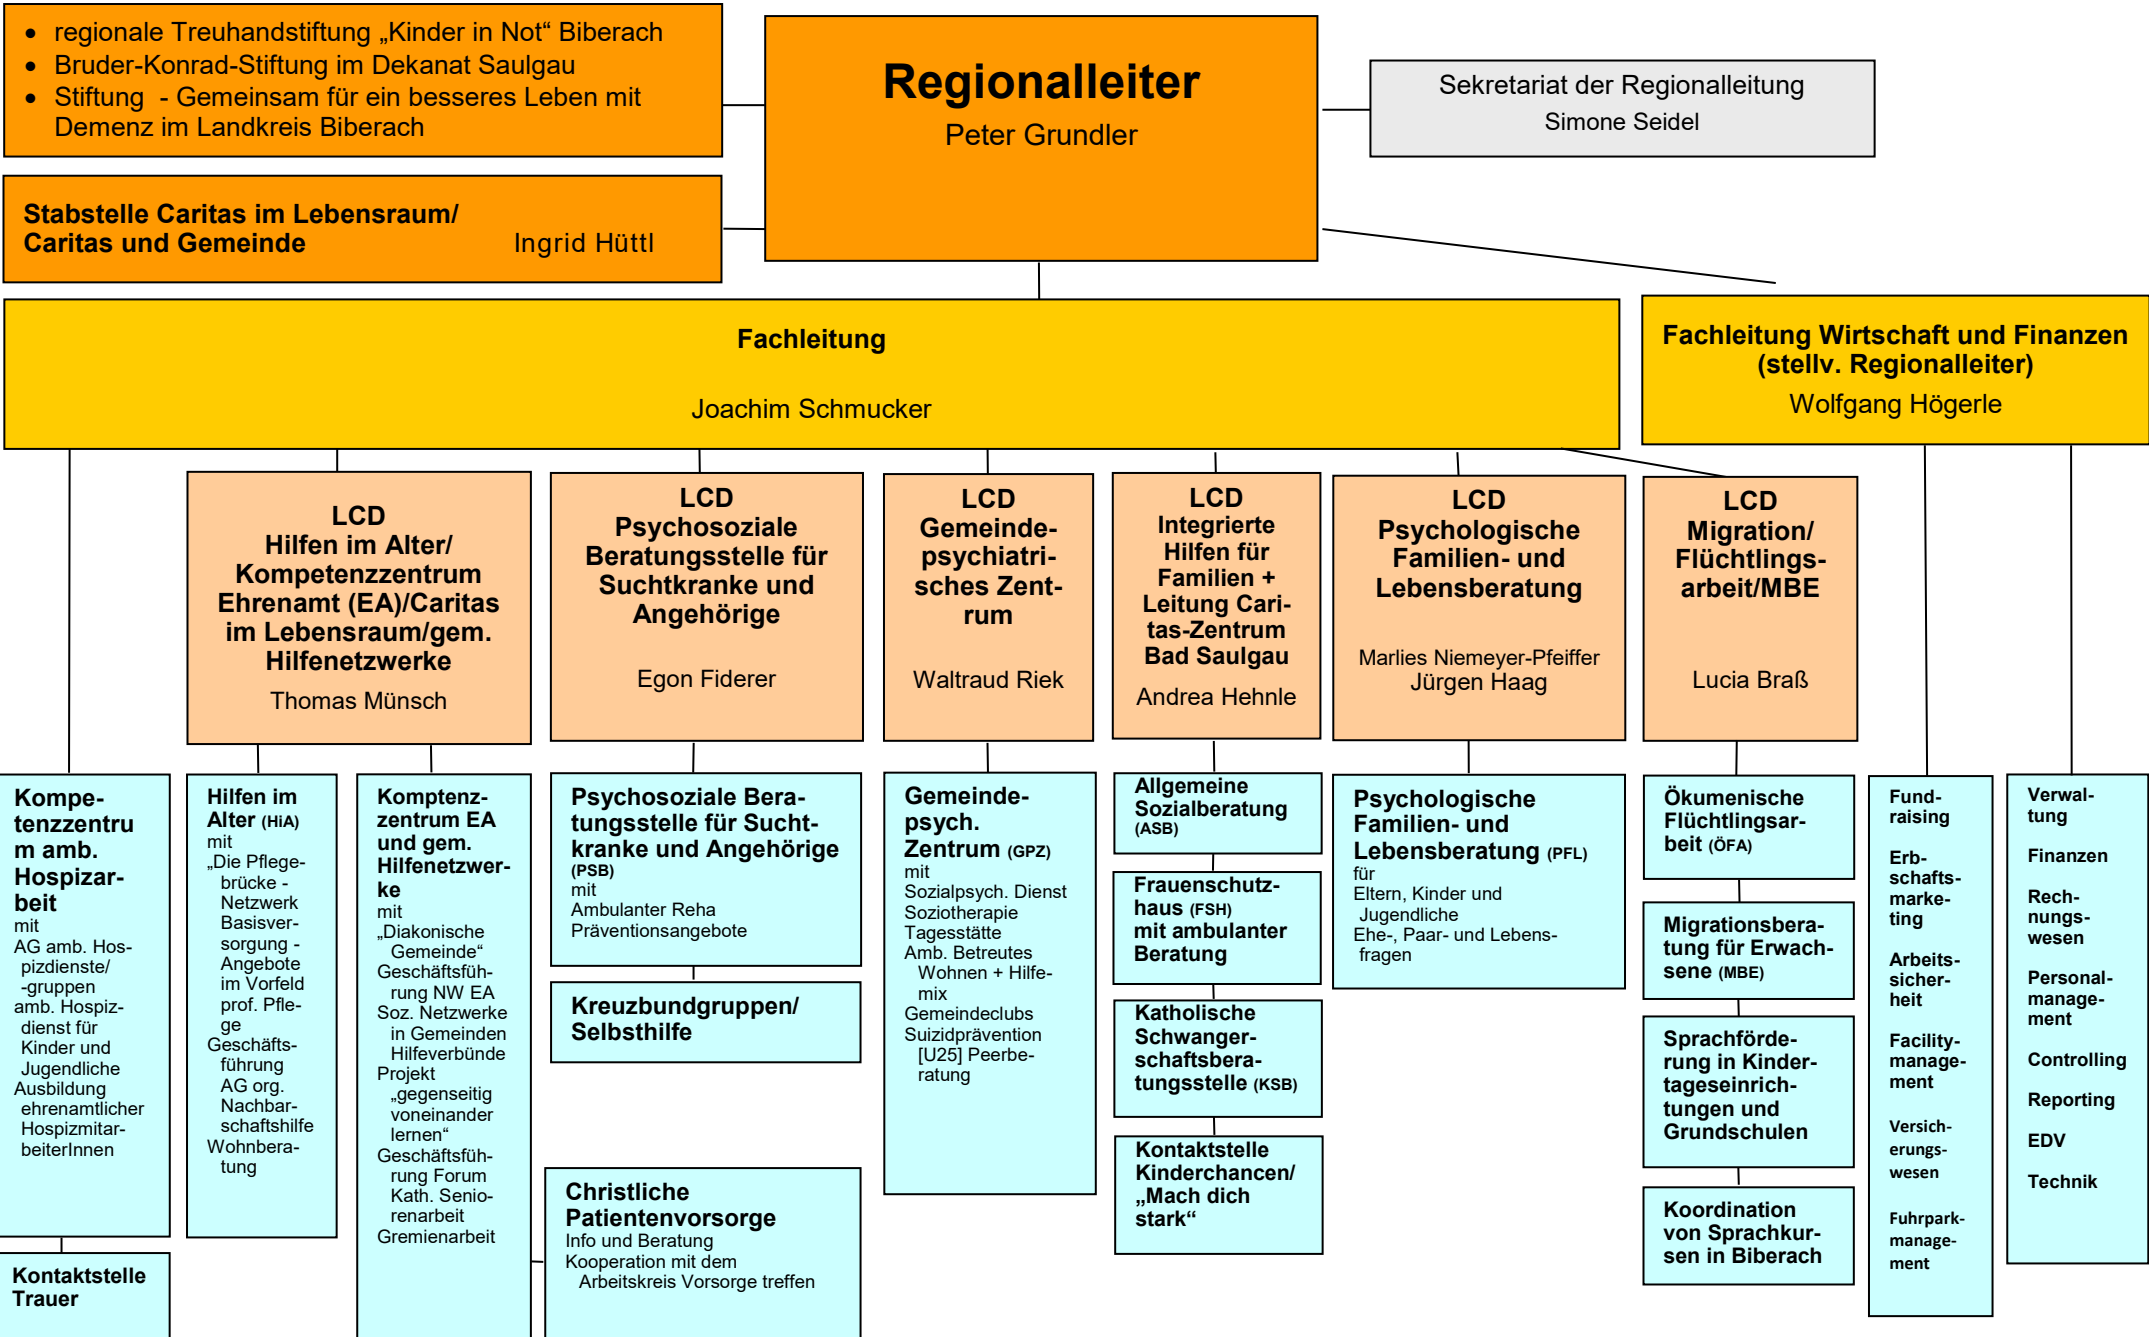 • regionale Treuhandstiftung „Kinder in Not“ Biberach
• Bruder-Konrad-Stiftung im Dekanat Saulgau
• Stiftung - Gemeinsam für ein besseres Leben mit
Demenz im Landkreis Biberach
Regionalleiter
Peter Grundler
Sekretariat der Regionalleitung
Simone Seidel
Stabstelle Caritas im Lebensraum/
Caritas und Gemeinde Ingrid Hüttl
Fachleitung
Joachim Schmucker
Fachleitung Wirtschaft und Finanzen
(stellv. Regionalleiter)
Wolfgang Högerle
LCD
Hilfen im Alter/
Kompetenzzentrum
Ehrenamt (EA)/Caritas
im Lebensraum/gem.
Hilfenetzwerke
Thomas Münsch
LCD
Psychosoziale
Beratungsstelle für
Suchtkranke und
Angehörige
Egon Fiderer
LCD
Gemeinde-
psychiatri-
sches Zent-
rum
Waltraud Riek
LCD
Integrierte
Hilfen für
Familien +
Leitung Cari-
tas-Zentrum
Bad Saulgau
Andrea Hehnle
LCD
Psychologische
Familien- und
Lebensberatung
Marlies Niemeyer-Pfeiffer
Jürgen Haag
LCD
Migration/
Flüchtlings-
arbeit/MBE
Lucia Braß
Kompe-
tenzzentru
m amb.
Hospizar-
beit
mit
AG amb. Hos-
pizdienste/
-gruppen
amb. Hospiz-
dienst für
Kinder und
Jugendliche
Ausbildung
ehrenamtlicher
Hospizmitar-
beiterInnen
Kontaktstelle
Trauer
Hilfen im
Alter (HiA)
mit
„Die Pflege-
brücke -
Netzwerk
Basisver-
sorgung -
Angebote
im Vorfeld
prof. Pfle-
ge
Geschäfts-
führung
AG org.
Nachbar-
schaftshilfe
Wohnbera-
tung
Komptenz-
zentrum EA
und gem.
Hilfenetzwer-
ke
mit
„Diakonische
Gemeinde“
Geschäftsfüh-
rung NW EA
Soz. Netzwerke
in Gemeinden
Hilfeverbünde
Projekt
„gegenseitig
voneinander
lernen“
Geschäftsfüh-
rung Forum
Kath. Senio-
renarbeit
Gremienarbeit
Psychosoziale Bera-
tungsstelle für Sucht-
kranke und Angehörige
(PSB)
mit
Ambulanter Reha
Präventionsangebote
Kreuzbundgruppen/
Selbsthilfe
Christliche
Patientenvorsorge
Info und Beratung
Kooperation mit dem
Arbeitskreis Vorsorge treffen
Gemeinde-
psych.
Zentrum (GPZ)
mit
Sozialpsych. Dienst
Soziotherapie
Tagesstätte
Amb. Betreutes
Wohnen + Hilfe-
mix
Gemeindeclubs
Suizidprävention
[U25] Peerbe-
ratung
Allgemeine
Sozialberatung
(ASB)
Frauenschutz-
haus (FSH)
mit ambulanter
Beratung
Katholische
Schwanger-
schaftsbera-
tungsstelle (KSB)
Kontaktstelle
Kinderchancen/
„Mach dich
stark“
Psychologische
Familien- und
Lebensberatung (PFL)
für
Eltern, Kinder und
Jugendliche
Ehe-, Paar- und Lebens-
fragen
Ökumenische
Flüchtlingsar-
beit (ÖFA)
Migrationsbera-
tung für Erwach-
sene (MBE)
Sprachförde-
rung in Kinder-
tageseinrich-
tungen und
Grundschulen
Koordination
von Sprachkur-
sen in Biberach
Fund-
raising
Erb-
schafts-
marke-
ting
Arbeits-
sicher-
heit
Facility-
manage-
ment
Versich-
erungs-
wesen
Fuhrpark-
manage-
ment
Verwal-
tung
Finanzen
Rech-
nungs-
wesen
Personal-
manage-
ment
Controlling
Reporting
EDV
Technik